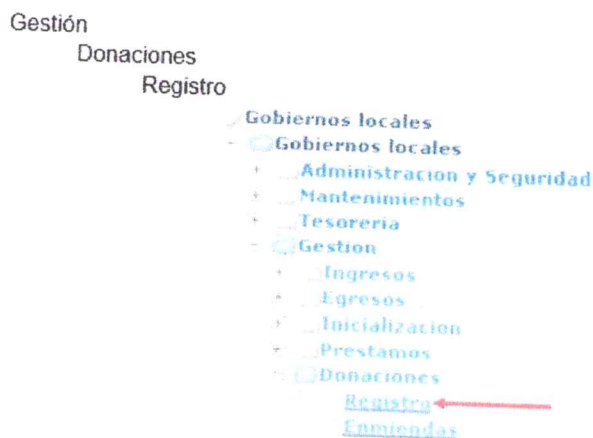 Gestión
Donaciones
Registro
Gobiernos locales
Gobiernos locales
Administracion y Seguridad
Mantenimientos
Tesoreria
Gestion
Ingresos
Egresos
Inicializacion
Prestamos
Donaciones
Registro
Enmiendas